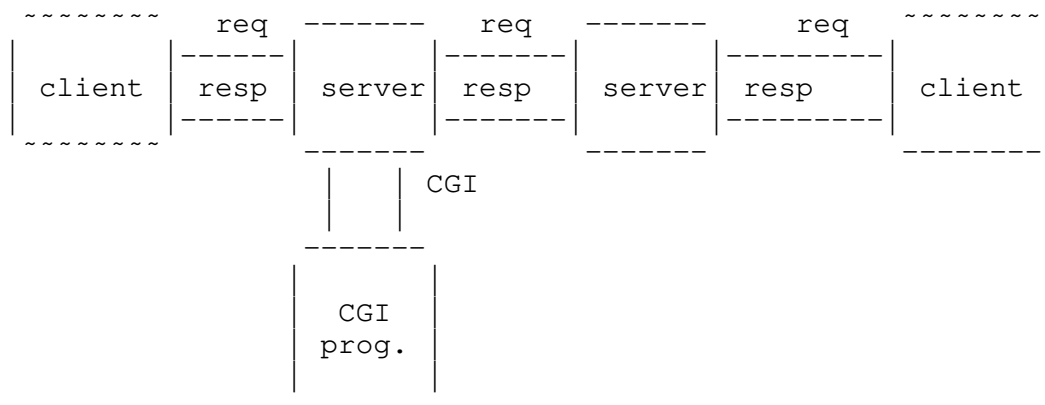 req req req
client resp server resp server resp client
CGI
CGI
prog.